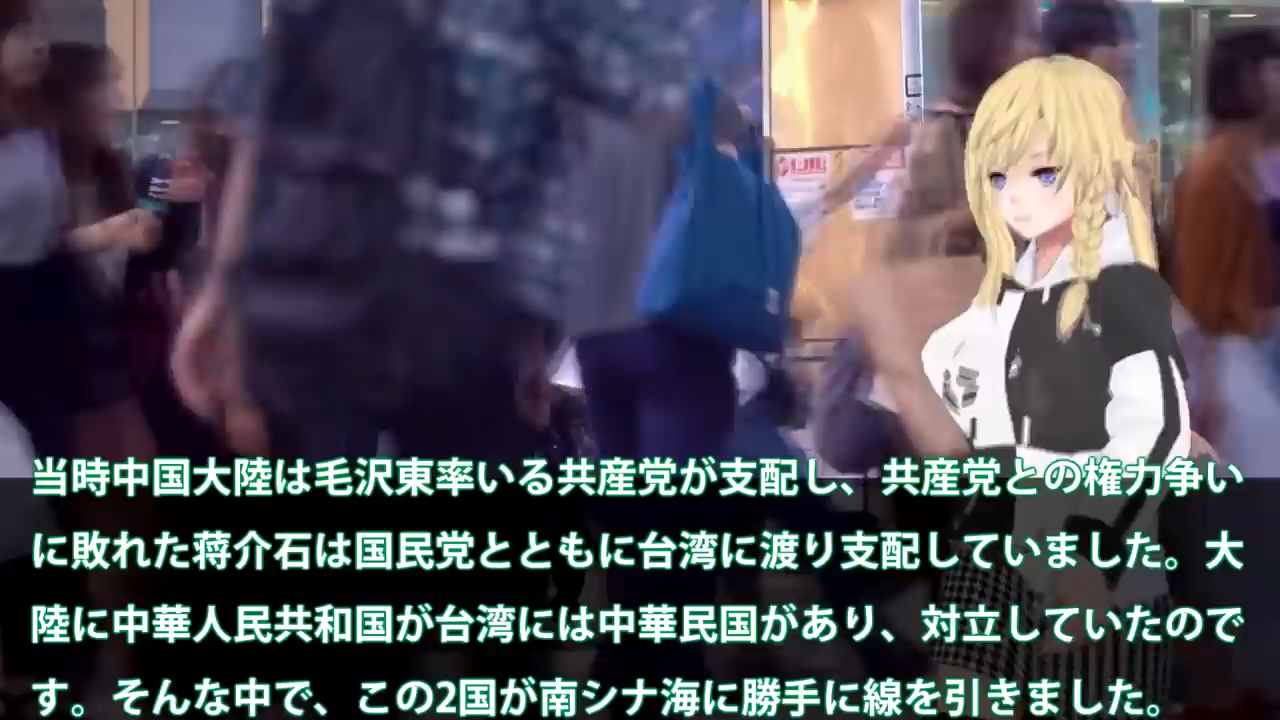 当時中国大陸は毛沢東率いる共産党が支配し、共産党との権力争い
に敗れた蒋介石は国民党とともに台湾に渡り支配していました。大
陸に中華人民共和国が台湾には中華民国があり、対立していたので
す。そんな中で、この2国が南シナ海に勝手に線を引きました。